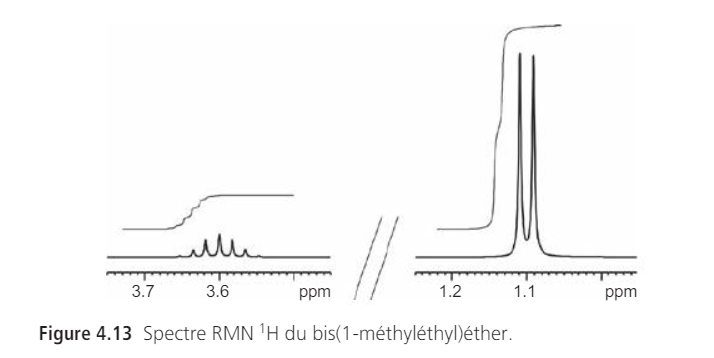 3.7 3.6 ppm 1.2 1.1 ppm
Figure 4.13 Spectre RMN ¹H du bis(1-méthyléthyl)éther.